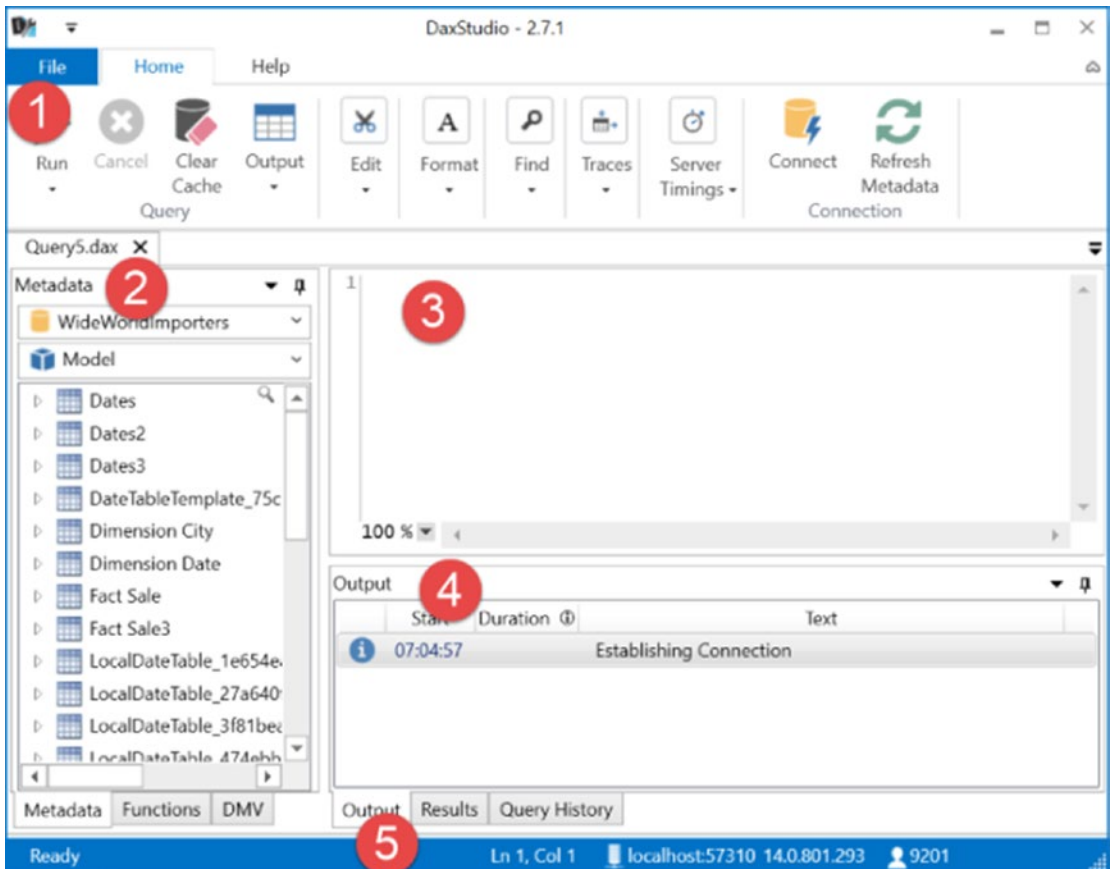 DaxStudio - 2.7.1
File Home Help
1
Run Cancel Clear Cache Output Edit Format Find Traces Server Timings Connect Refresh Metadata
Query Connection
Query5.dax
Metadata 2
WideWorldImporters
Model
Dates
Dates2
Dates3
DateTableTemplate_75c
Dimension City
Dimension Date
Fact Sale
Fact Sale3
LocalDateTable_1e654e
LocalDateTable_27a640
LocalDateTable_3f81bea
LocalDateTable_474ebb
Metadata Functions DMV
1
3
100 %
Output 4
Start Duration Text
07:04:57 Establishing Connection
Output Results Query History
5
Ready Ln 1, Col 1 localhost:57310 14.0.801.293 9201